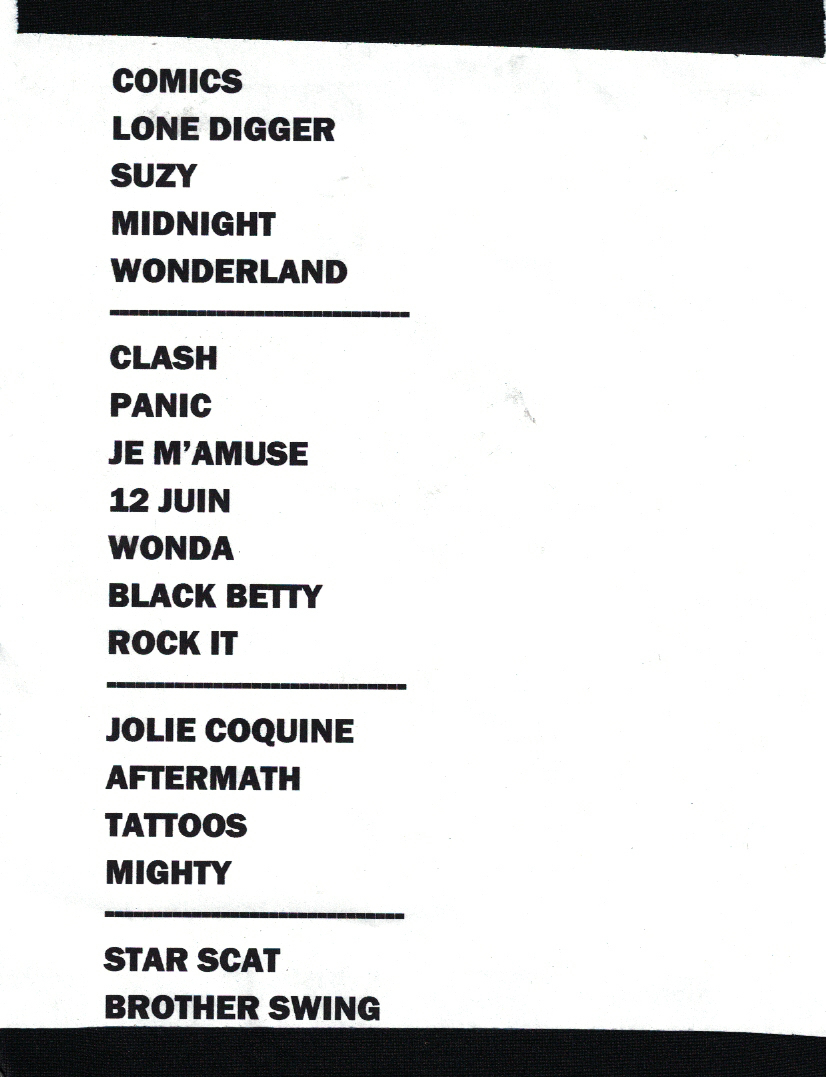 COMICS
LONE DIGGER
SUZY
MIDNIGHT
WONDERLAND
------------------------------
CLASH
PANIC
JE M’AMUSE
12 JUIN
WONDA
BLACK BETTY
ROCK IT
------------------------------
JOLIE COQUINE
AFTERMATH
TATTOOS
MIGHTY
------------------------------
STAR SCAT
BROTHER SWING